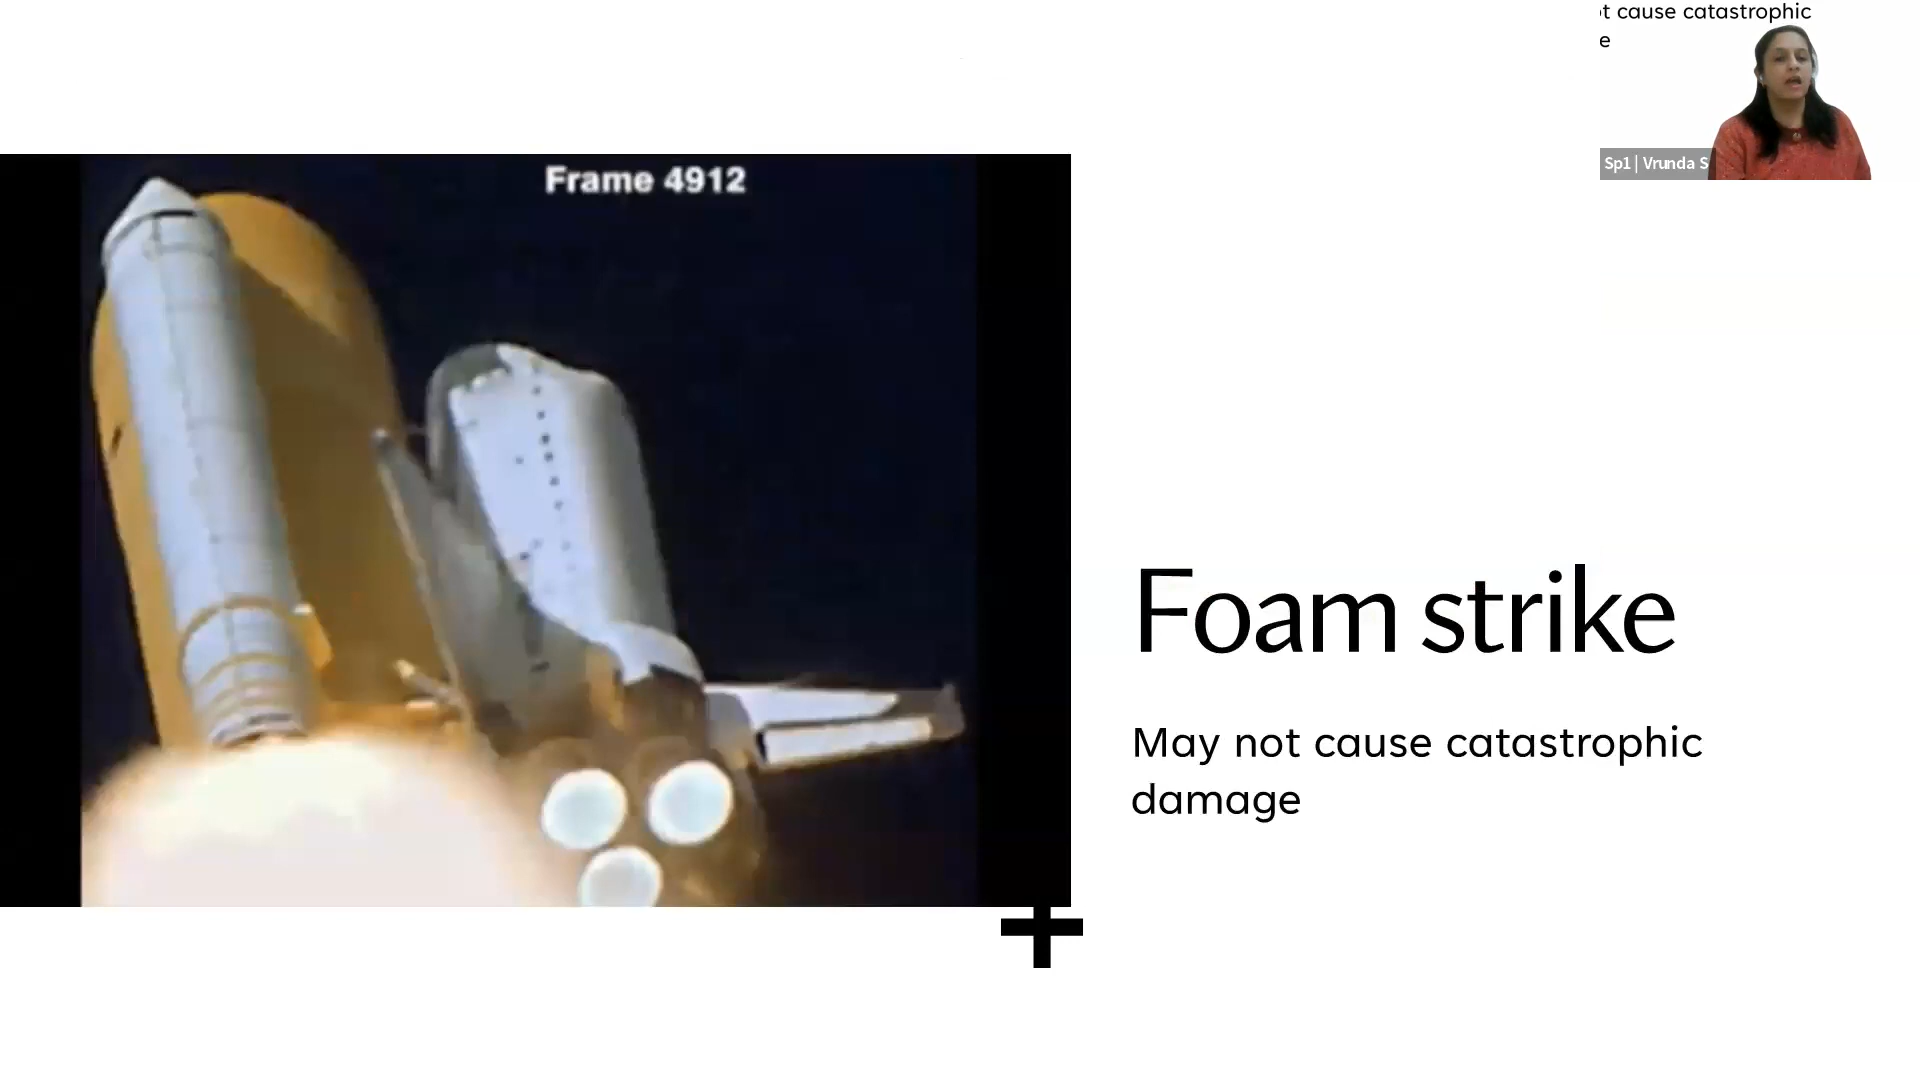 t cause catastrophic
e
Sp1 | Vrunda S
Frame 4912
Foam strike
May not cause catastrophic
damage